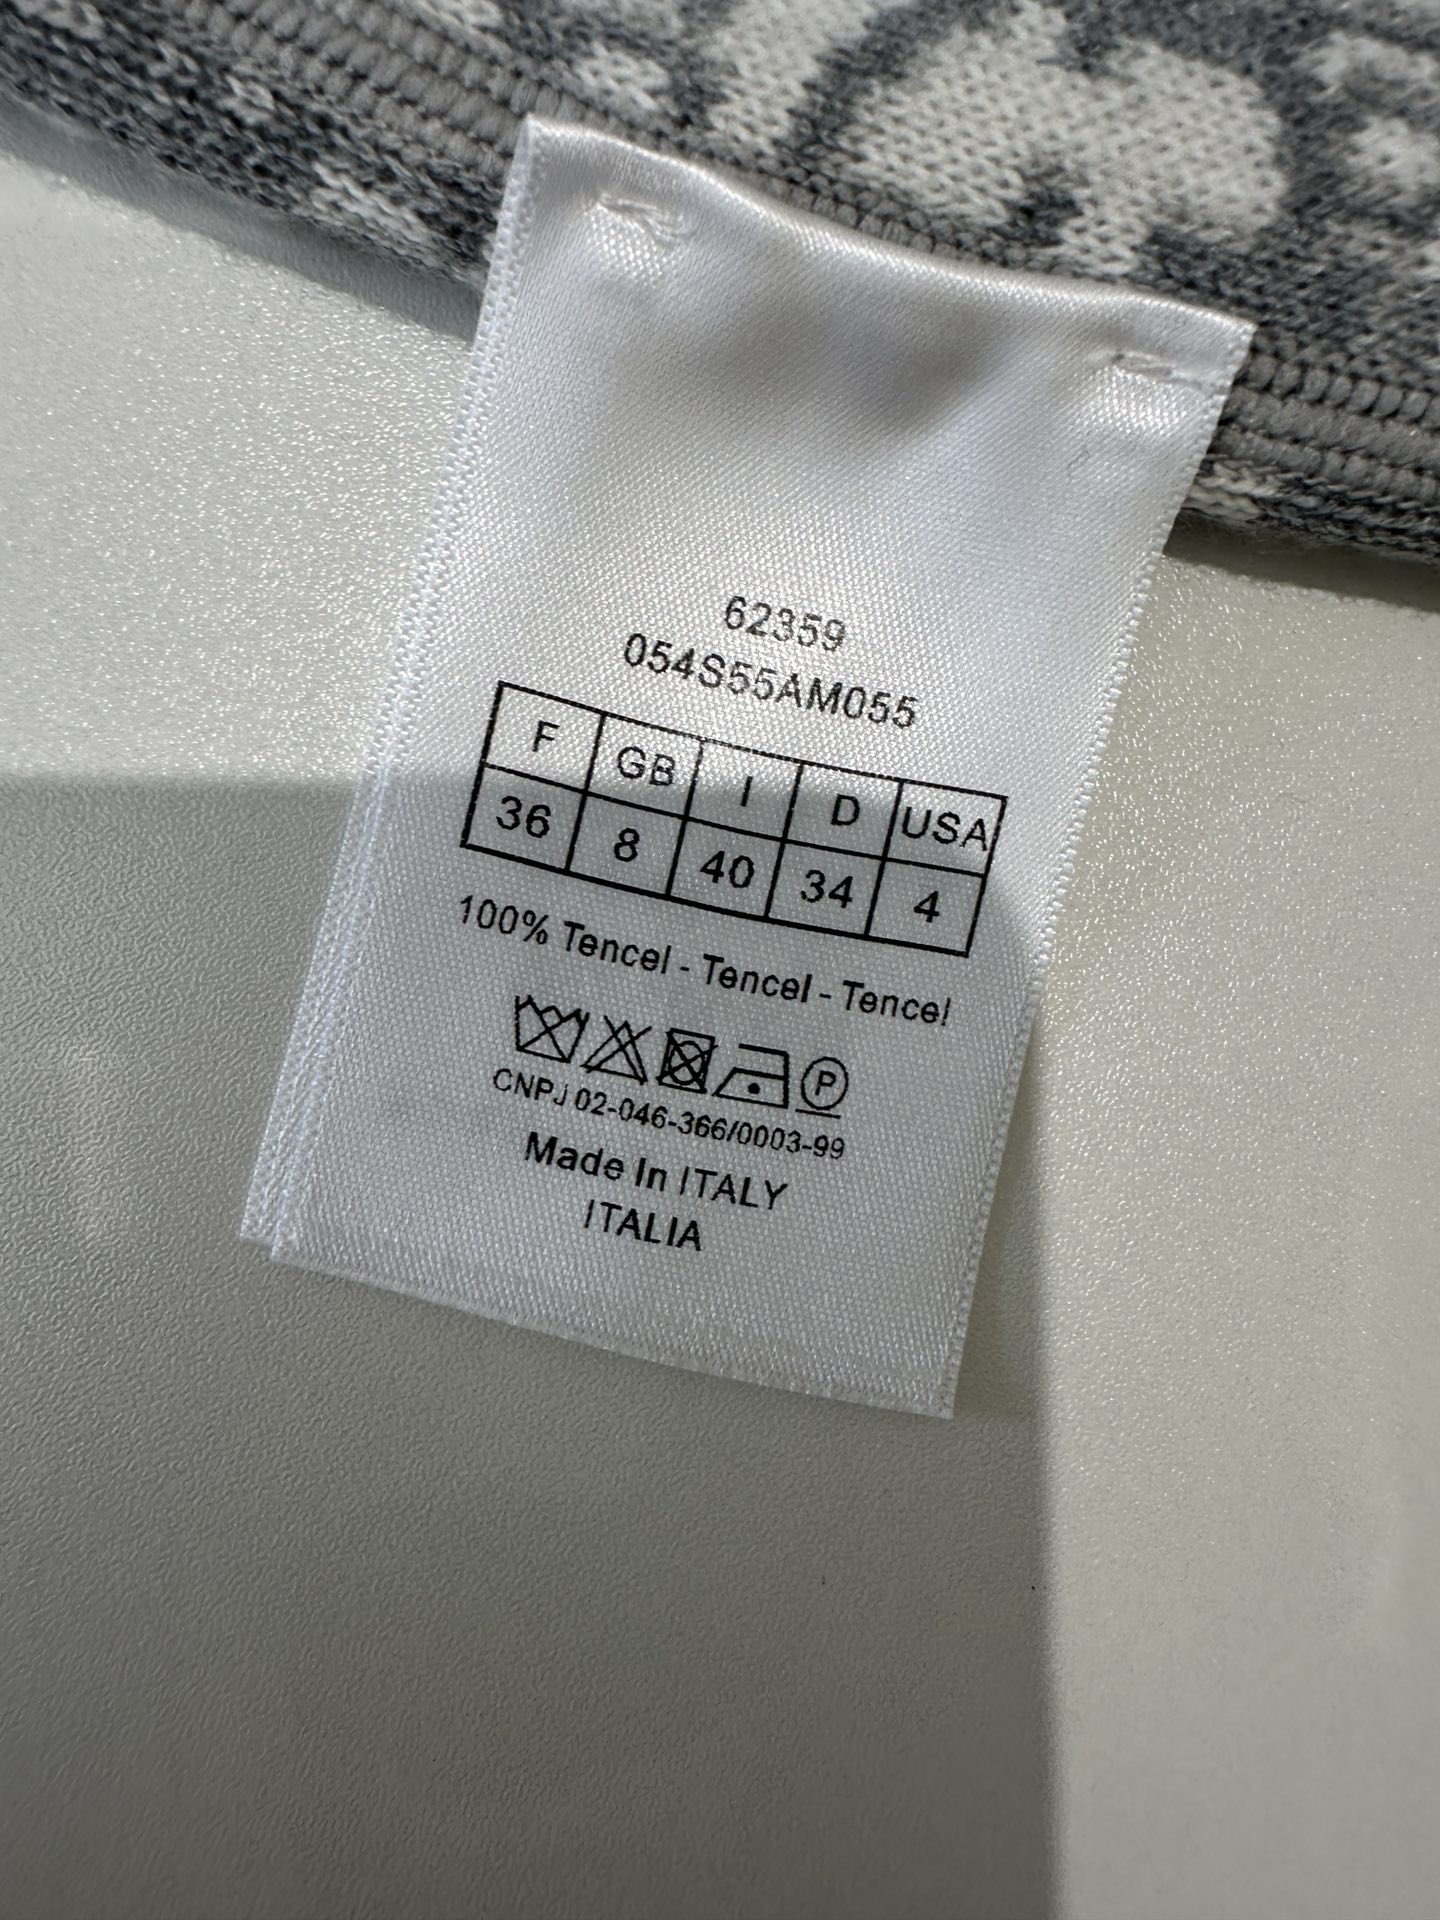 62359
054S55AM055
F GB I D USA
36 8 40 34 4
100% Tencel - Tencel - Tencel
P
CNPJ 02-046-366/0003-99
Made In ITALY
ITALIA